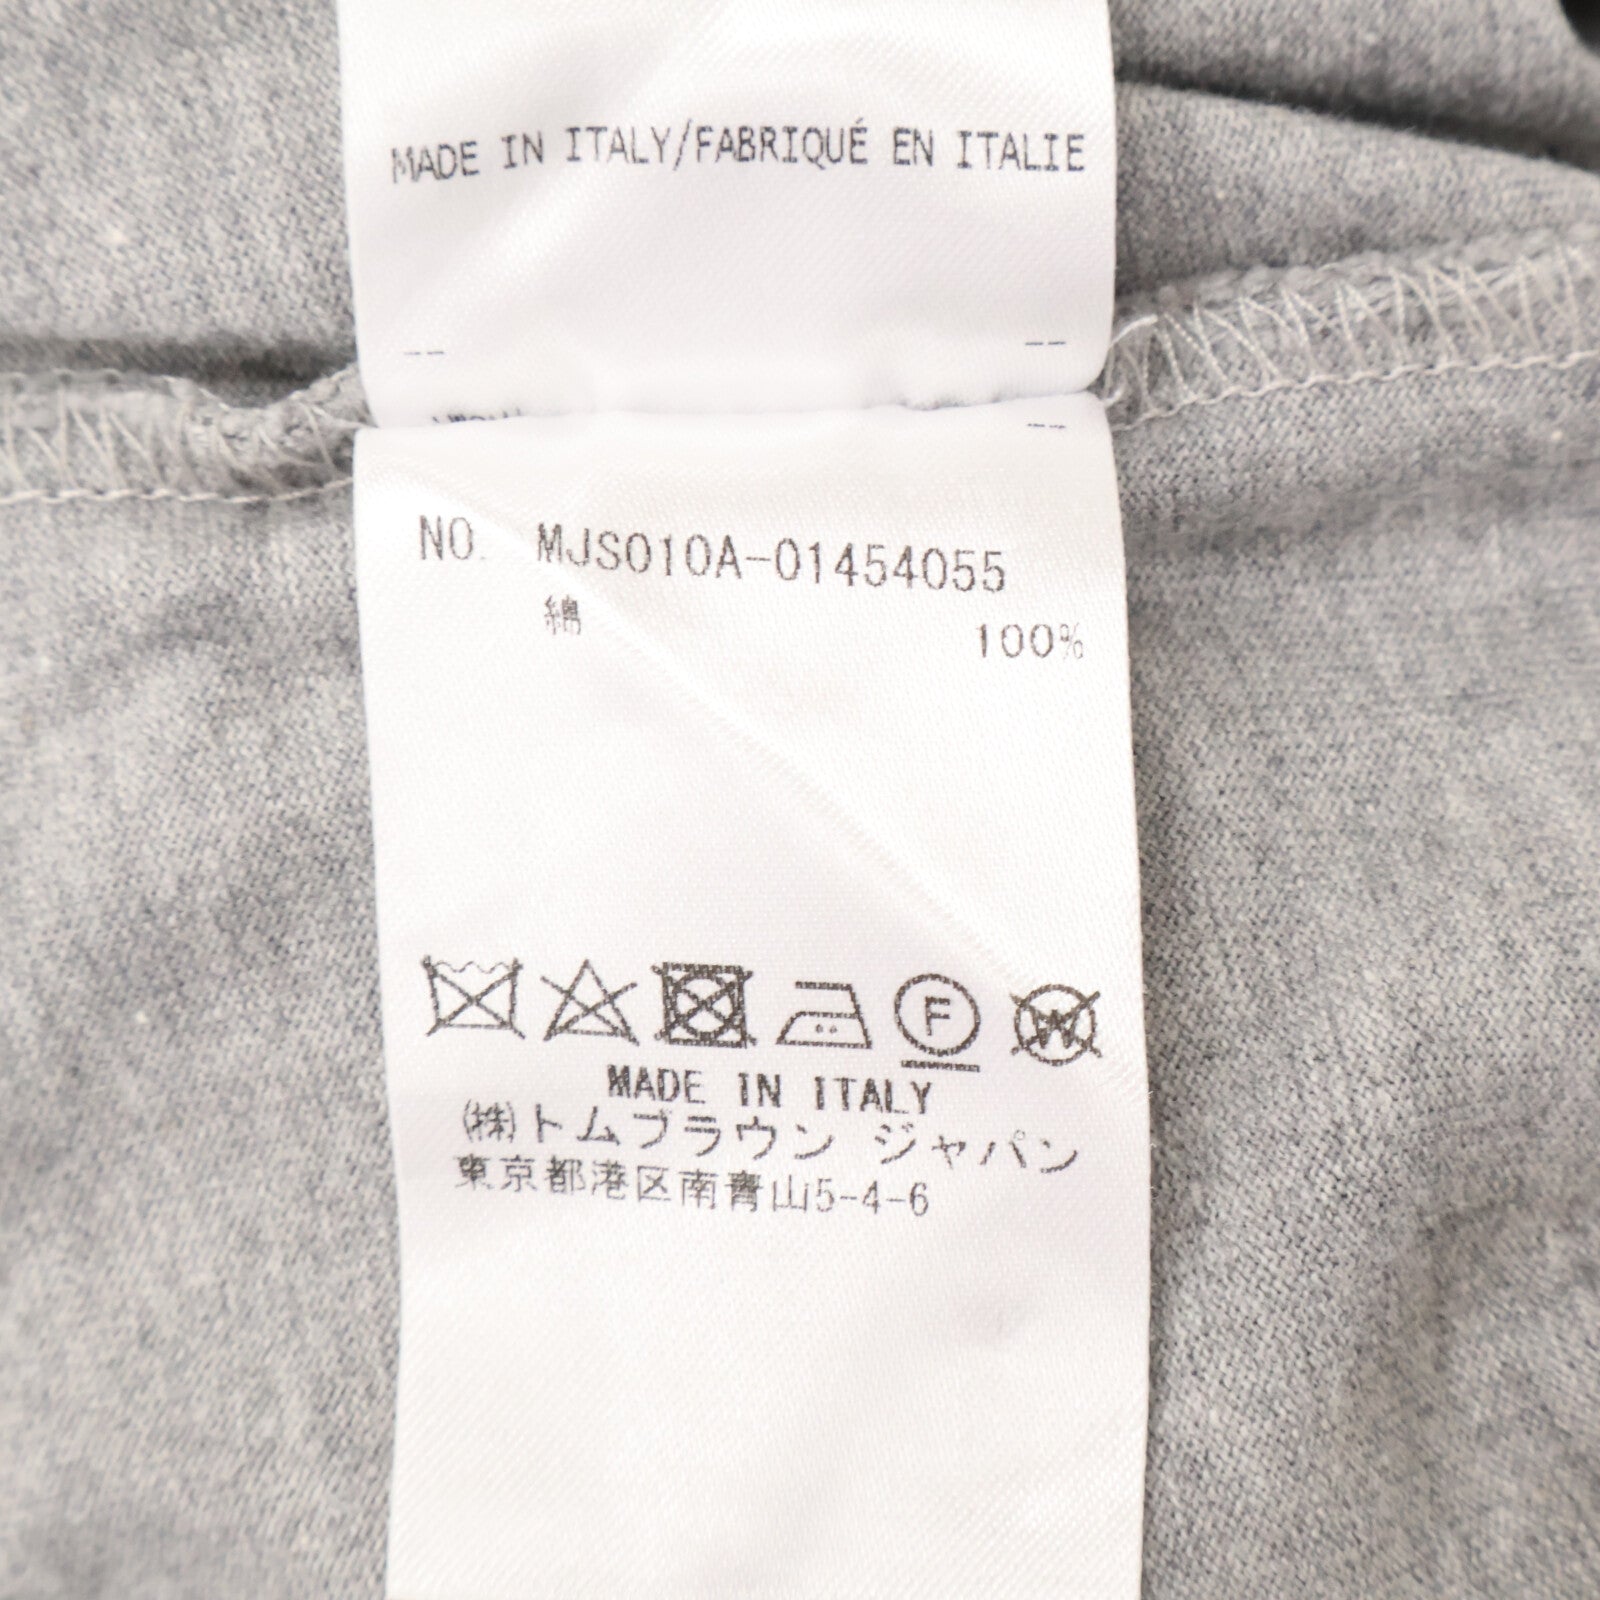 MADE IN ITALY/FABRIQUÉ EN ITALIE
NO. MJS010A-01454055
綿 100%
F W
MADE IN ITALY
(株)トムブラウン ジャパン
東京都港区南青山5-4-6